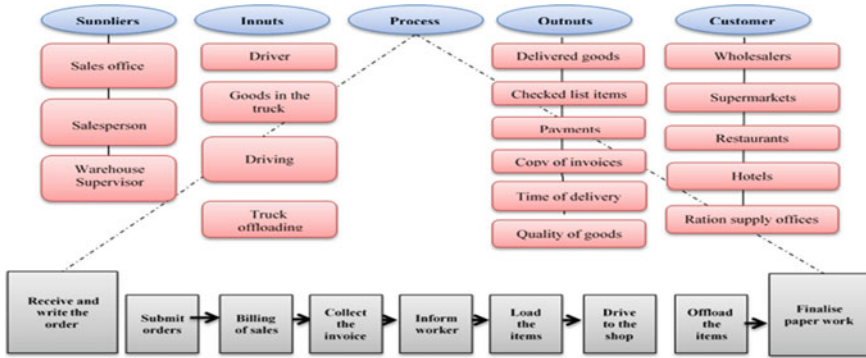 Suppliers
Inputs
Process
Outputs
Customer
Sales office
Salesperson
Warehouse
Supervisor
Driver
Goods in the
truck
Driving
Truck
offloading
Delivered goods
Checked list items
Payments
Copy of invoices
Time of delivery
Quality of goods
Wholesalers
Supermarkets
Restaurants
Hotels
Ration supply offices
Receive and
write the
order
Submit
orders
Billing
of sales
Collect
the
invoice
Inform
worker
Load
the
items
Drive
to the
shop
Offload
the
items
Finalise
paper work